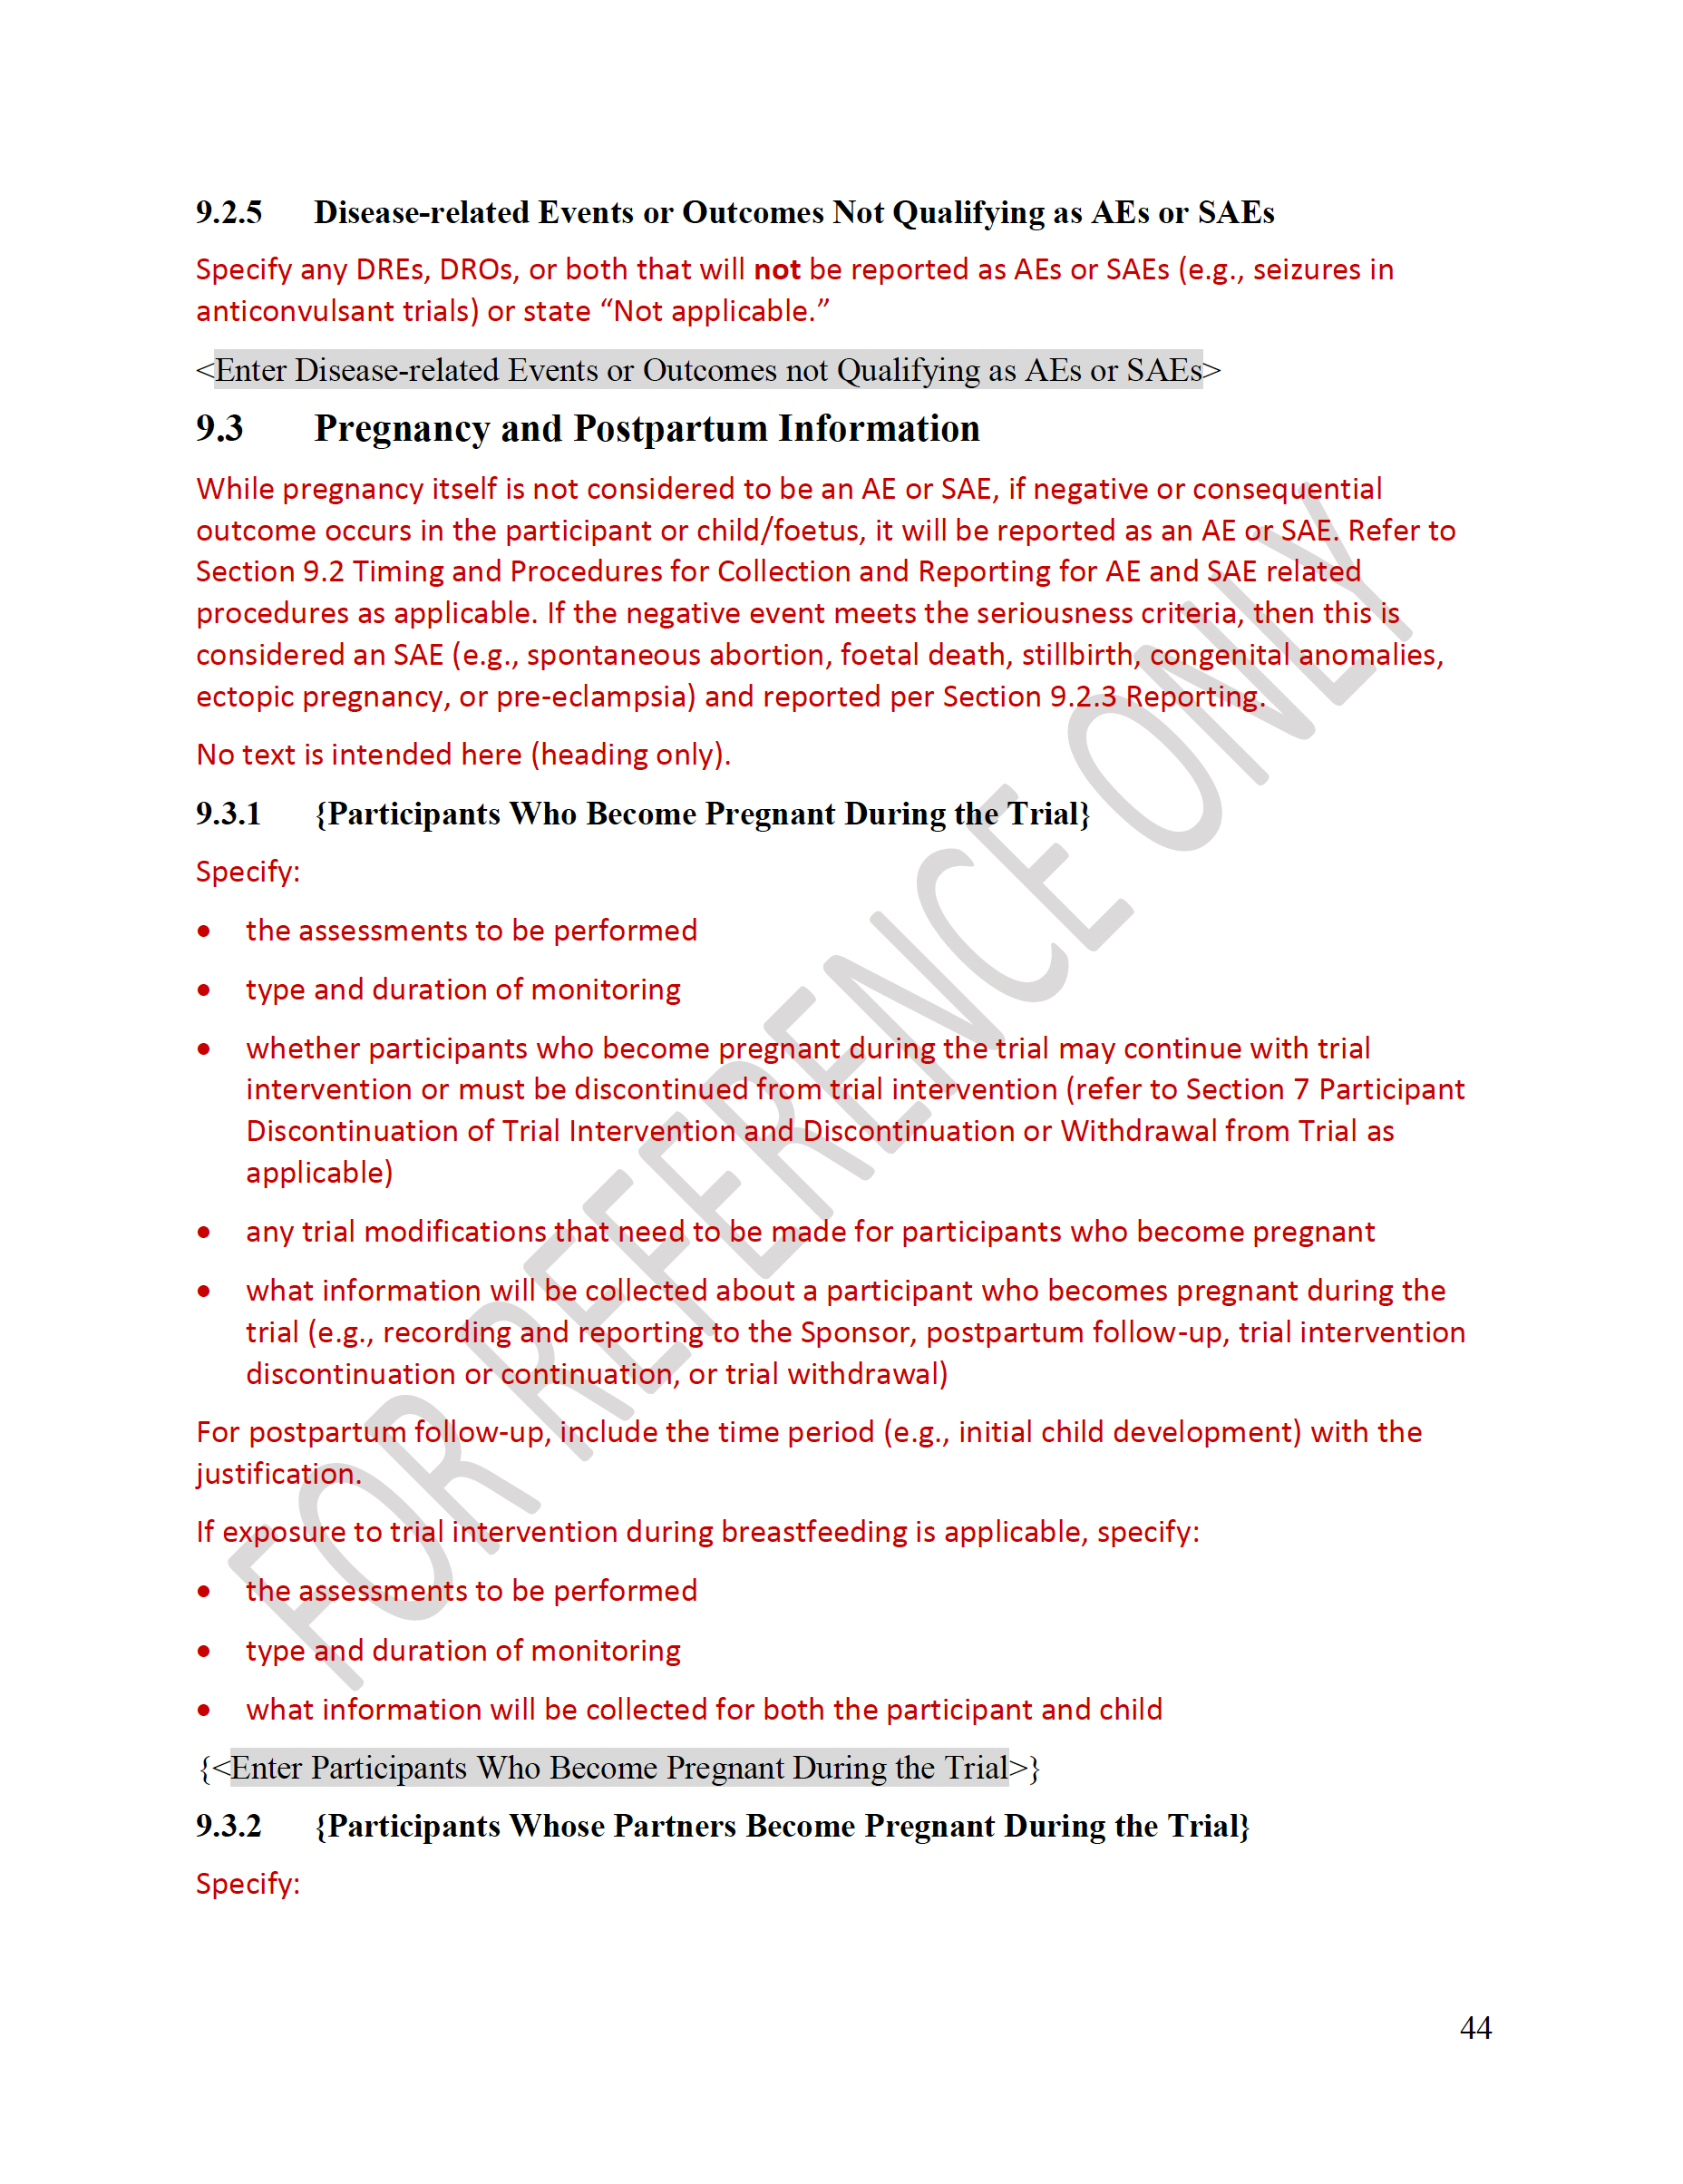 9.2.5 Disease-related Events or Outcomes Not Qualifying as AEs or SAEs
Specify any DREs, DROs, or both that will not be reported as AEs or SAEs (e.g., seizures in
anticonvulsant trials) or state “Not applicable.”
<Enter Disease-related Events or Outcomes not Qualifying as AEs or SAEs>
9.3 Pregnancy and Postpartum Information
While pregnancy itself is not considered to be an AE or SAE, if negative or consequential
outcome occurs in the participant or child/foetus, it will be reported as an AE or SAE. Refer to
Section 9.2 Timing and Procedures for Collection and Reporting for AE and SAE related
procedures as applicable. If the negative event meets the seriousness criteria, then this is
considered an SAE (e.g., spontaneous abortion, foetal death, stillbirth, congenital anomalies,
ectopic pregnancy, or pre-eclampsia) and reported per Section 9.2.3 Reporting.
No text is intended here (heading only).
9.3.1 {Participants Who Become Pregnant During the Trial}
Specify:
• the assessments to be performed
• type and duration of monitoring
• whether participants who become pregnant during the trial may continue with trial
intervention or must be discontinued from trial intervention (refer to Section 7 Participant
Discontinuation of Trial Intervention and Discontinuation or Withdrawal from Trial as
applicable)
• any trial modifications that need to be made for participants who become pregnant
• what information will be collected about a participant who becomes pregnant during the
trial (e.g., recording and reporting to the Sponsor, postpartum follow-up, trial intervention
discontinuation or continuation, or trial withdrawal)
For postpartum follow-up, include the time period (e.g., initial child development) with the
justification.
If exposure to trial intervention during breastfeeding is applicable, specify:
• the assessments to be performed
• type and duration of monitoring
• what information will be collected for both the participant and child
{<Enter Participants Who Become Pregnant During the Trial>}
9.3.2 {Participants Whose Partners Become Pregnant During the Trial}
Specify:
44
FOR REFERENCE ONLY